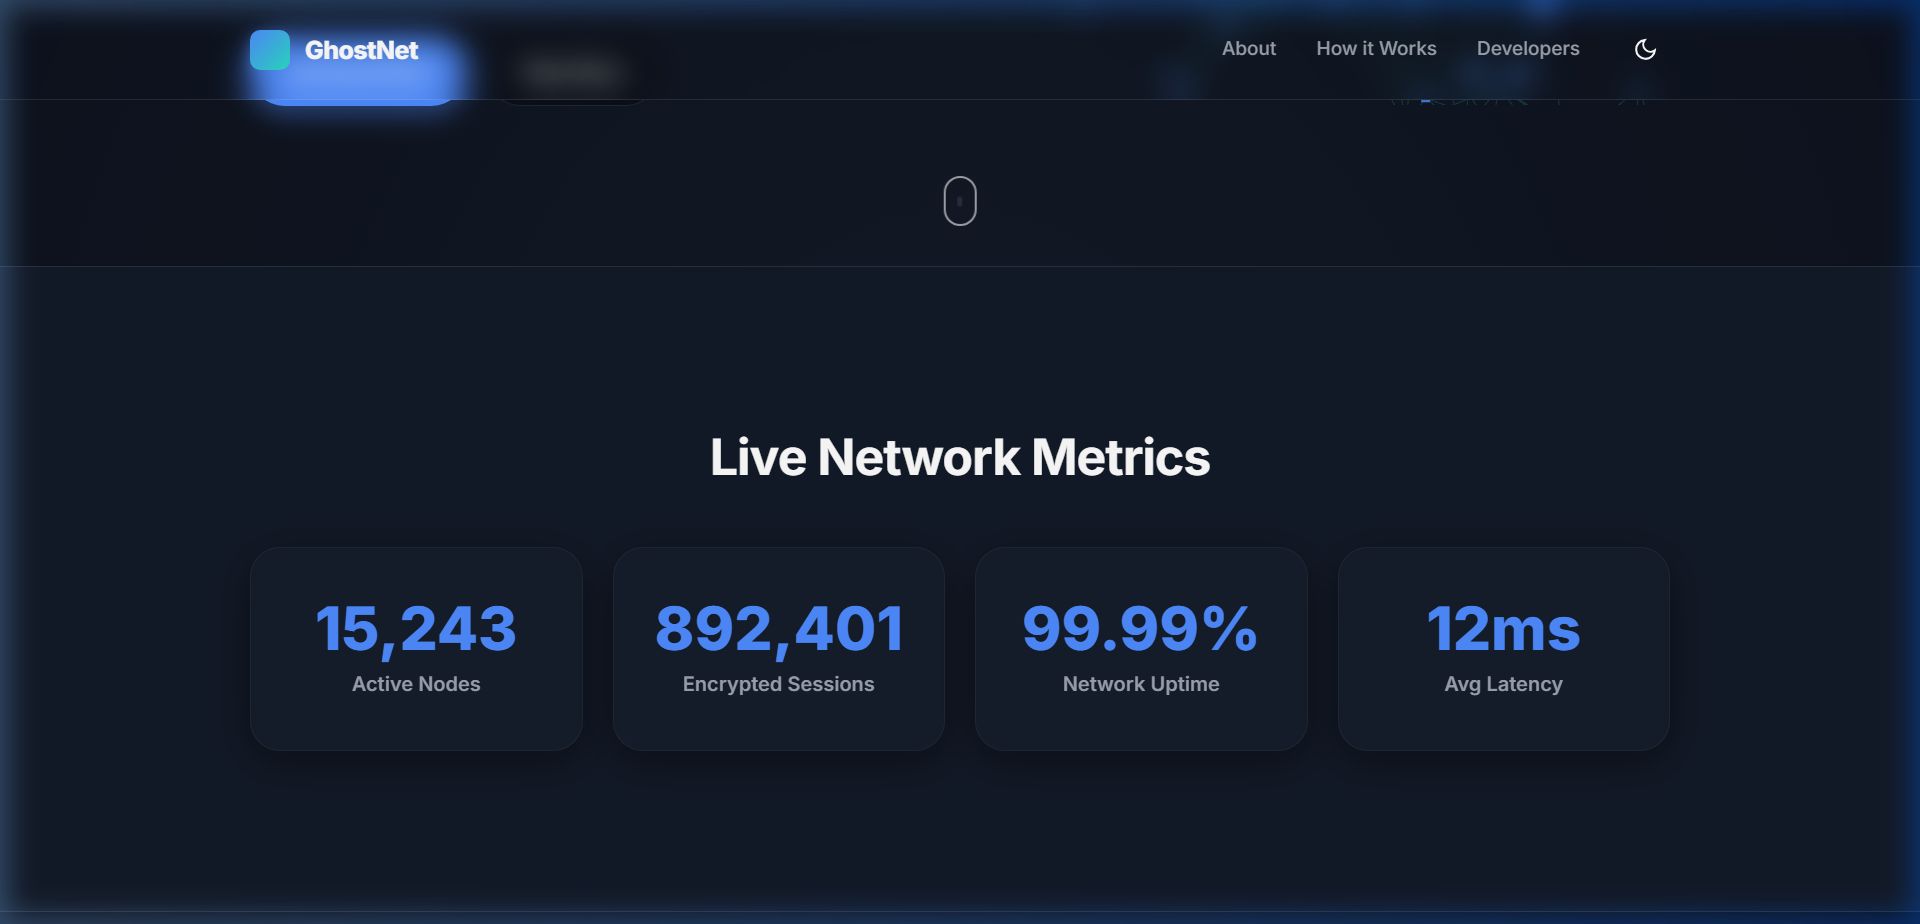 GhostNet
About
How it Works
Developers
Live Network Metrics
15,243
Active Nodes
892,401
Encrypted Sessions
99.99%
Network Uptime
12ms
Avg Latency